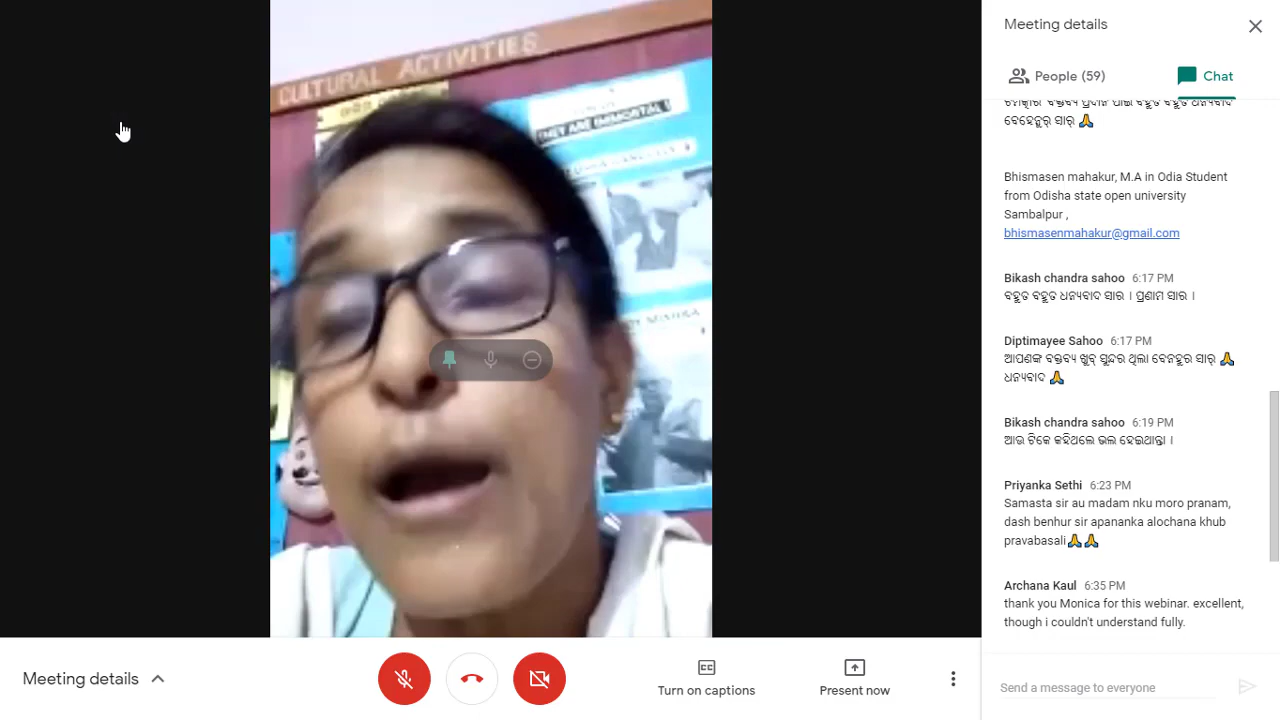 CULTURAL ACTIVITIES
THEY ARE IMMORTAL !
Meeting details
People (59)
Chat
ବେହେନୁର୍ ସାର୍ 🙏
Bhismasen mahakur, M.A in Odia Student
from Odisha state open university
Sambalpur ,
bhismasenmahakur@gmail.com
Bikash chandra sahoo 6:17 PM
ବହୁତ ବହୁତ ଧନ୍ୟବାଦ ସାର । ପ୍ରଣାମ ସାର ।
Diptimayee Sahoo 6:17 PM
ଆପଣଙ୍କ ବକ୍ତବ୍ୟ ଖୁବ୍ ସୁନ୍ଦର ଥିଲା ବେନହୁର ସାର୍ 🙏
ଧନ୍ୟବାଦ 🙏
Bikash chandra sahoo 6:19 PM
ଆଉ ଟିକେ କହିଥଲେ ଭଲ ହେଇଥାନ୍ତା ।
Priyanka Sethi 6:23 PM
Samasta sir au madam nku moro pranam,
dash benhur sir apananka alochana khub
pravabasali🙏🙏
Archana Kaul 6:35 PM
thank you Monica for this webinar. excellent,
though i couldn't understand fully.
Send a message to everyone
Meeting details
Turn on captions
Present now